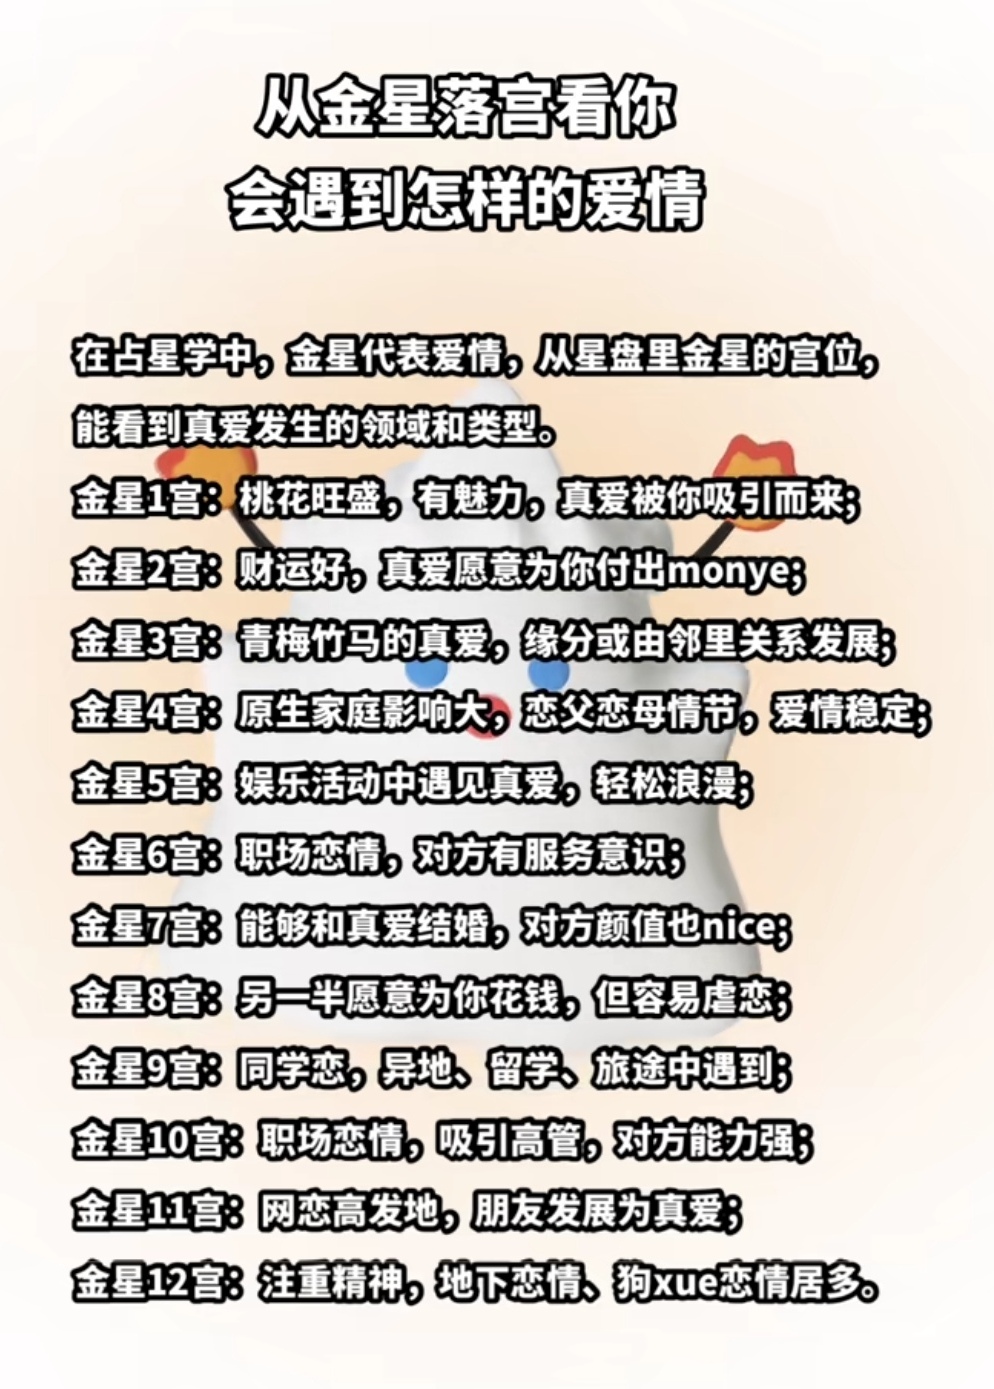 从金星落宫看你
会遇到怎样的爱情
在占星学中，金星代表爱情，从星盘里金星的宫位，
能看到真爱发生的领域和类型。
金星1宫：桃花旺盛，有魅力，真爱被你吸引而来；
金星2宫：财运好，真爱愿意为你付出monye；
金星3宫：青梅竹马的真爱，缘分或由邻里关系发展；
金星4宫：原生家庭影响大，恋父恋母情节，爱情稳定；
金星5宫：娱乐活动中遇见真爱，轻松浪漫；
金星6宫：职场恋情，对方有服务意识；
金星7宫：能够和真爱结婚，对方颜值也nice；
金星8宫：另一半愿意为你花钱，但容易虐恋；
金星9宫：同学恋，异地、留学、旅途中遇到；
金星10宫：职场恋情，吸引高管，对方能力强；
金星11宫：网恋高发地，朋友发展为真爱；
金星12宫：注重精神，地下恋情、狗xue恋情居多。